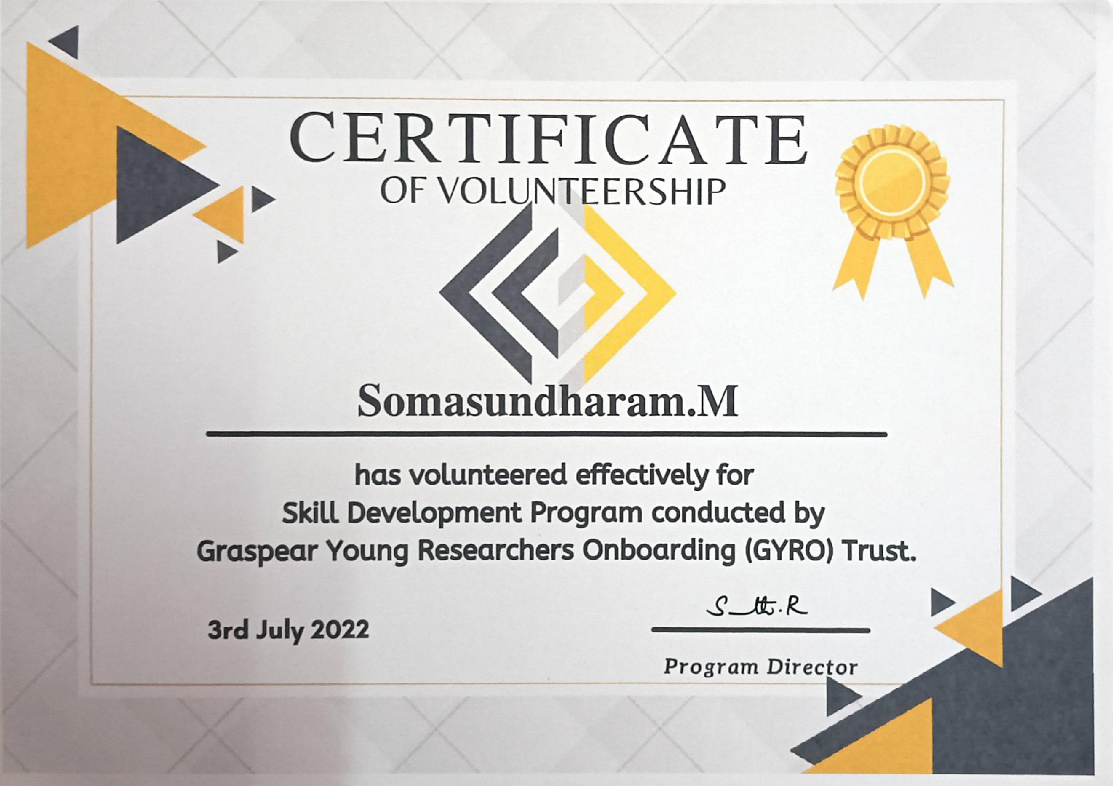 CERTIFICATE
OF VOLUNTEERSHIP
Somasundharam.M
has volunteered effectively for
Skill Development Program conducted by
Graspear Young Researchers Onboarding (GYRO) Trust.
3rd July 2022
Program Director